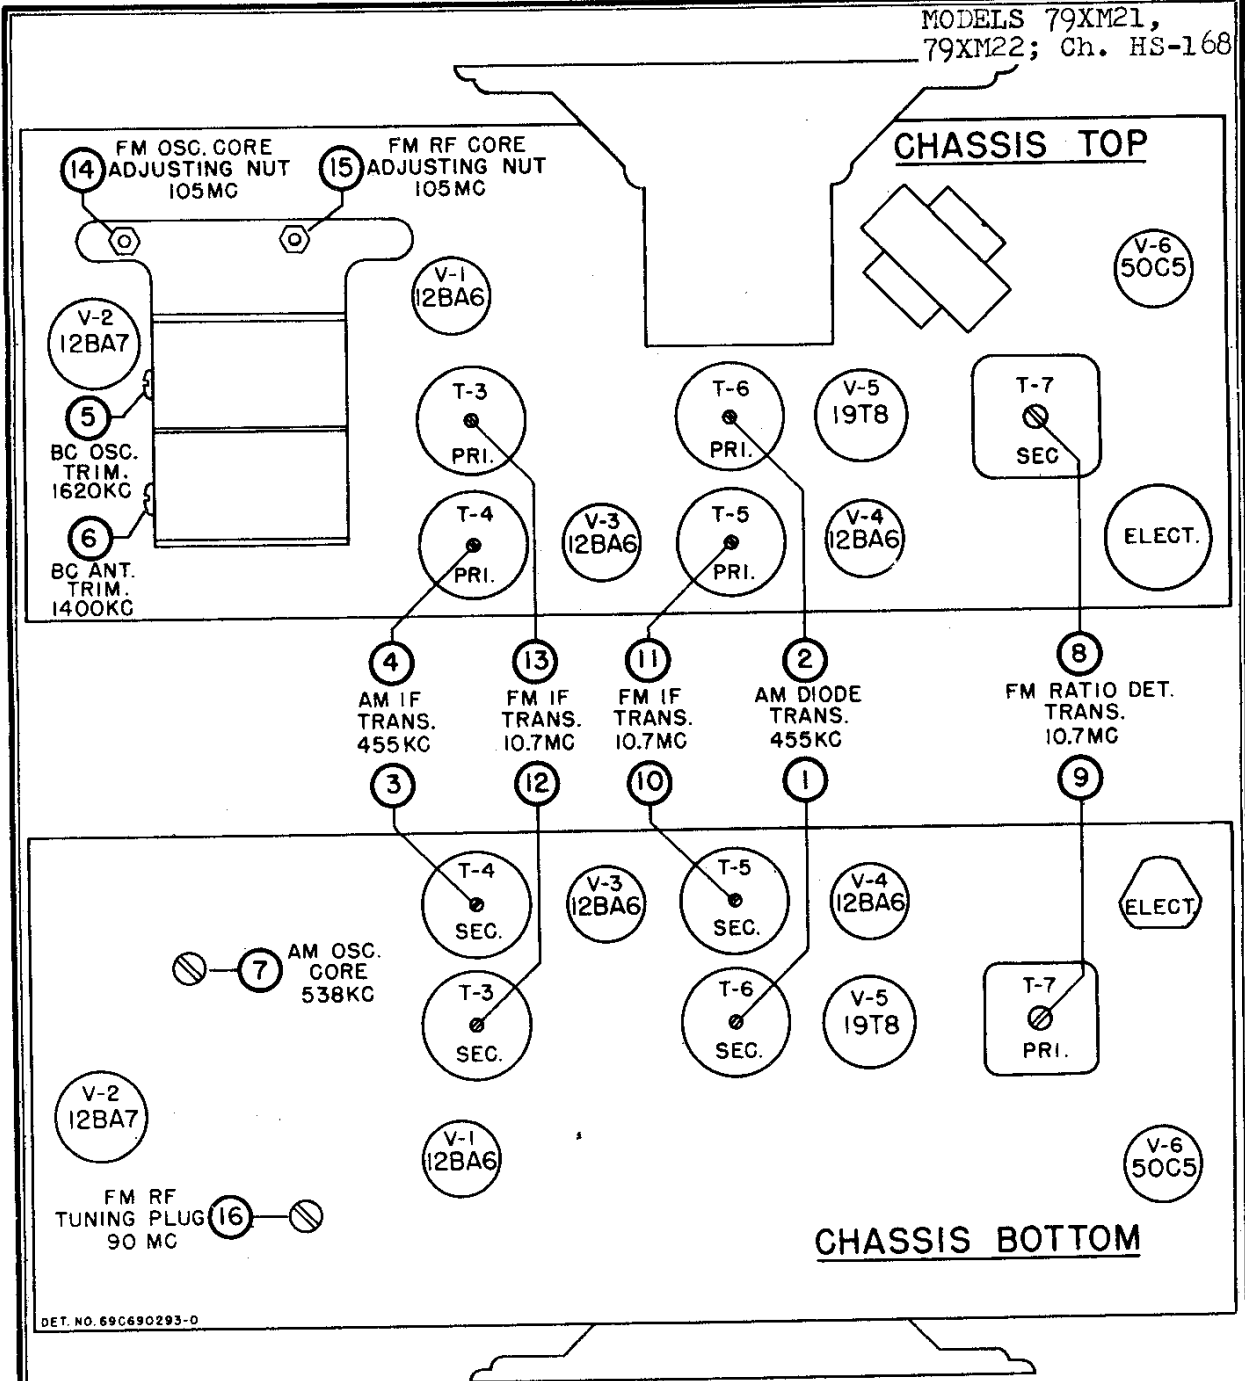 MODELS 79XM21,
79XM22; Ch. HS-168
CHASSIS TOP
14
FM OSC. CORE
ADJUSTING NUT
105MC
15
FM RF CORE
ADJUSTING NUT
105MC
V-1
12BA6
V-6
50C5
V-2
12BA7
5
BC OSC.
TRIM.
1620KC
6
BC ANT.
TRIM.
1400KC
T-3
PRI.
T-6
PRI.
V-5
19T8
T-7
SEC
T-4
PRI.
V-3
12BA6
T-5
PRI.
V-4
12BA6
ELECT.
4
AM IF
TRANS.
455KC
3
13
FM IF
TRANS.
10.7MC
12
11
FM IF
TRANS.
10.7MC
10
2
AM DIODE
TRANS.
455KC
1
8
FM RATIO DET.
TRANS.
10.7MC
9
T-4
SEC.
V-3
12BA6
T-5
SEC.
V-4
12BA6
ELECT.
7
AM OSC.
CORE
538KC
T-3
SEC.
T-6
SEC.
V-5
19T8
T-7
PRI.
V-2
12BA7
V-1
12BA6
V-6
50C5
FM RF
TUNING PLUG
90 MC
16
CHASSIS BOTTOM
DET. NO. 69C690293-0